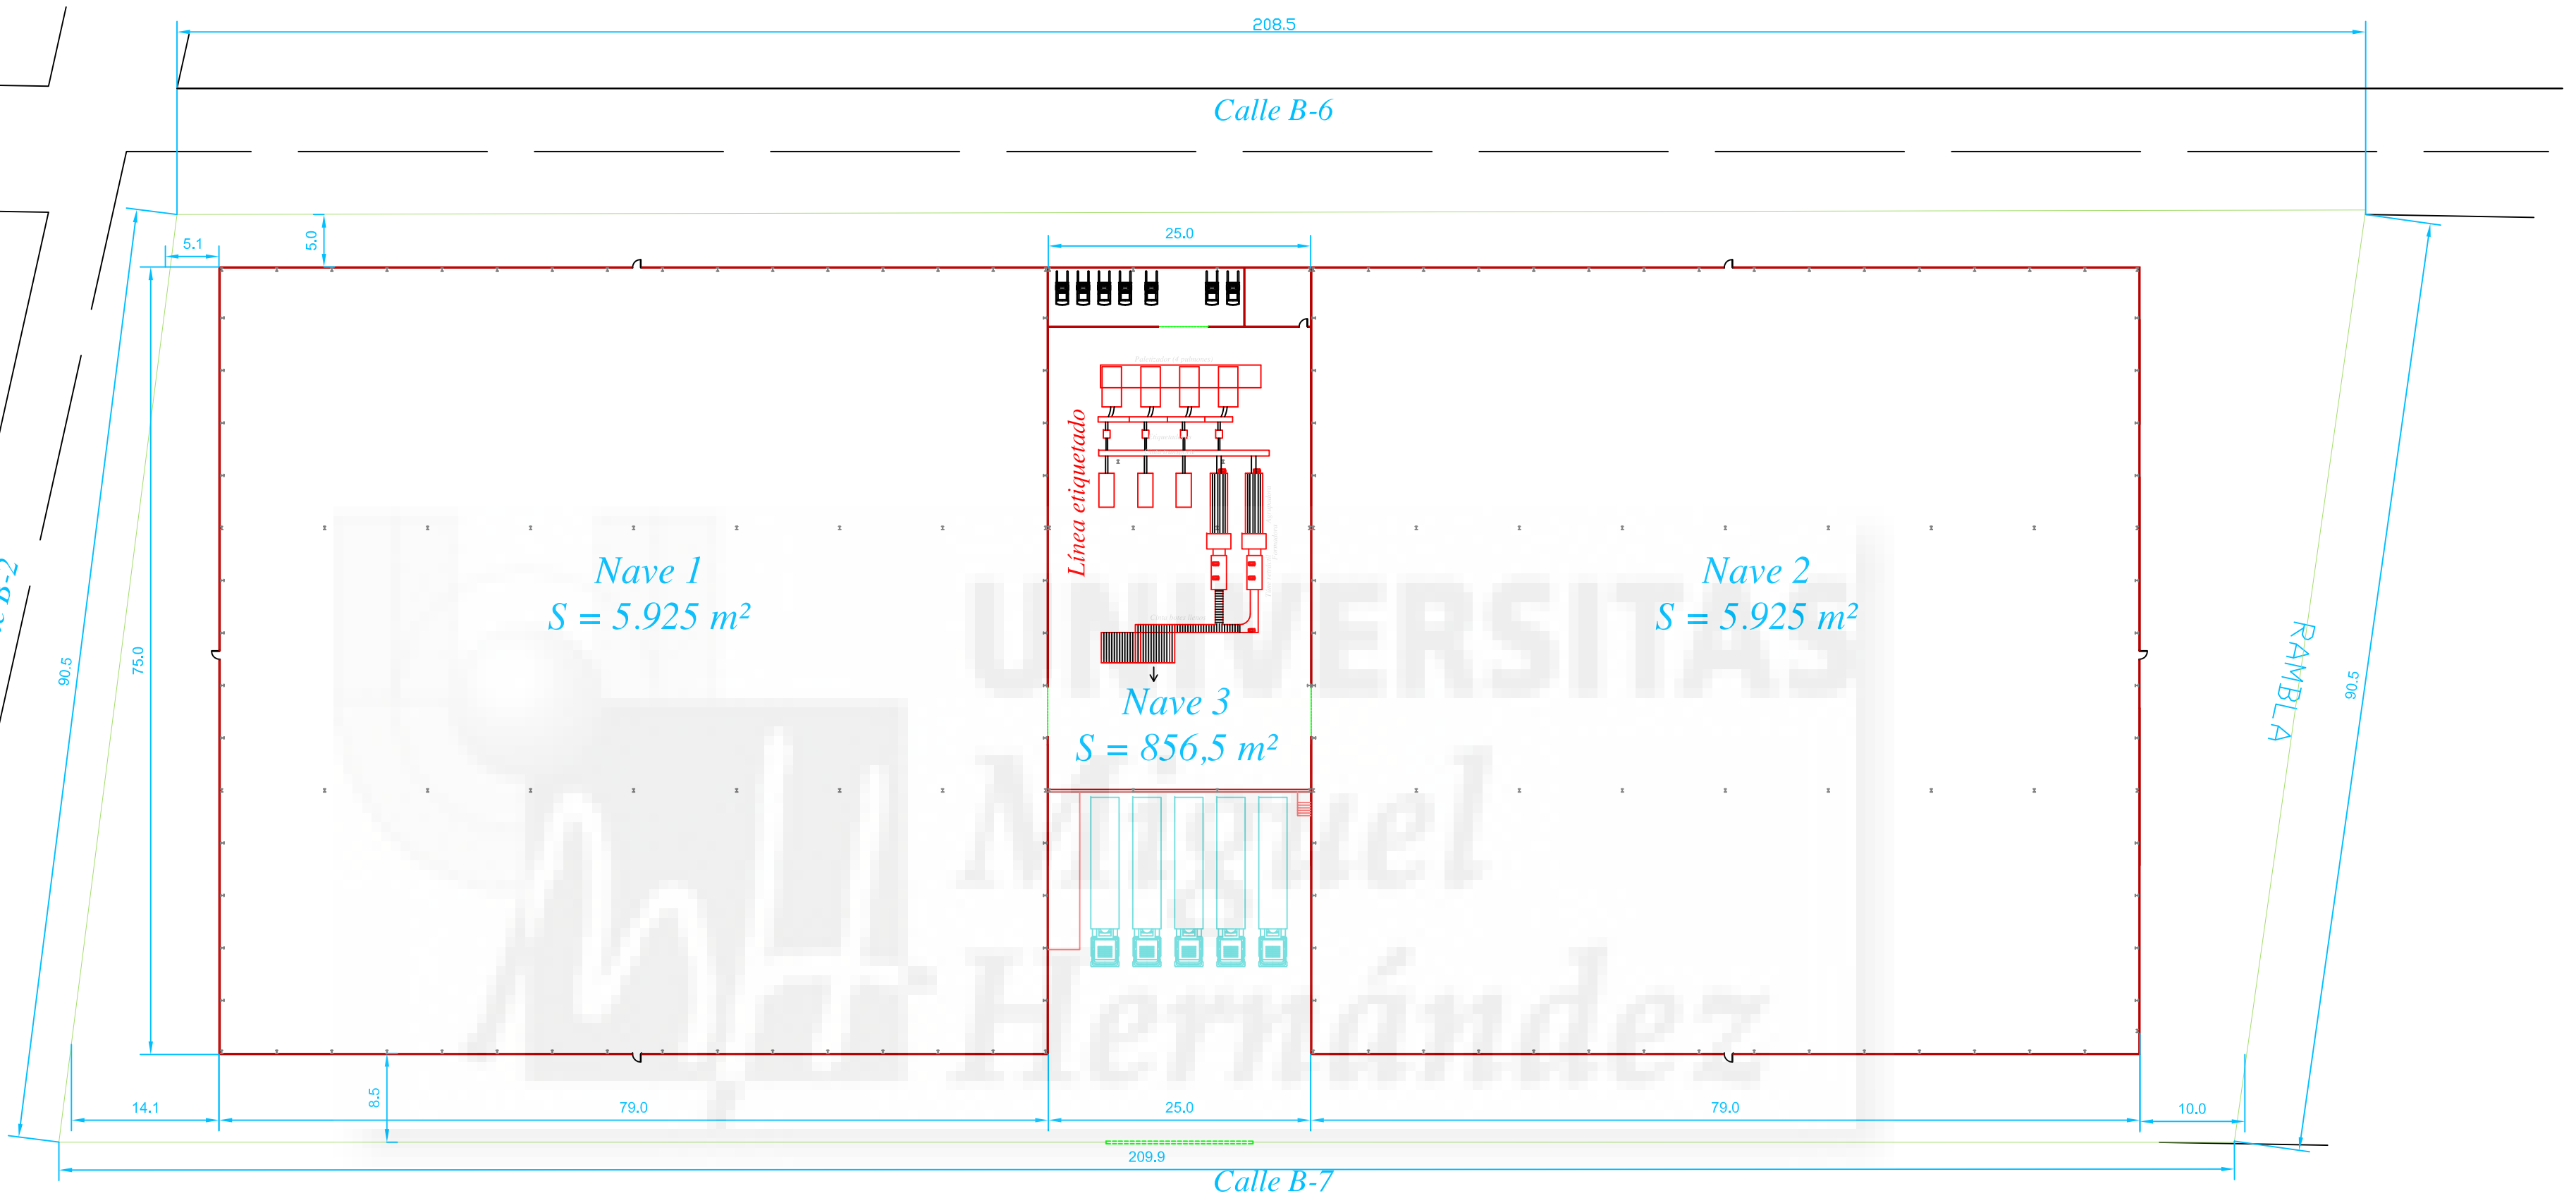 208.5
Calle B-6
5.1
5.0
25.0
Línea etiquetado
Nave 1
S = 5.925 m²
Nave 2
S = 5.925 m²
UNIVERSITAS
Miguel
Hernández
Nave 3
S = 856,5 m²
B-2
90.5
75.0
RAMBLA
90.5
14.1
8.5
79.0
25.0
79.0
10.0
209.9
Calle B-7